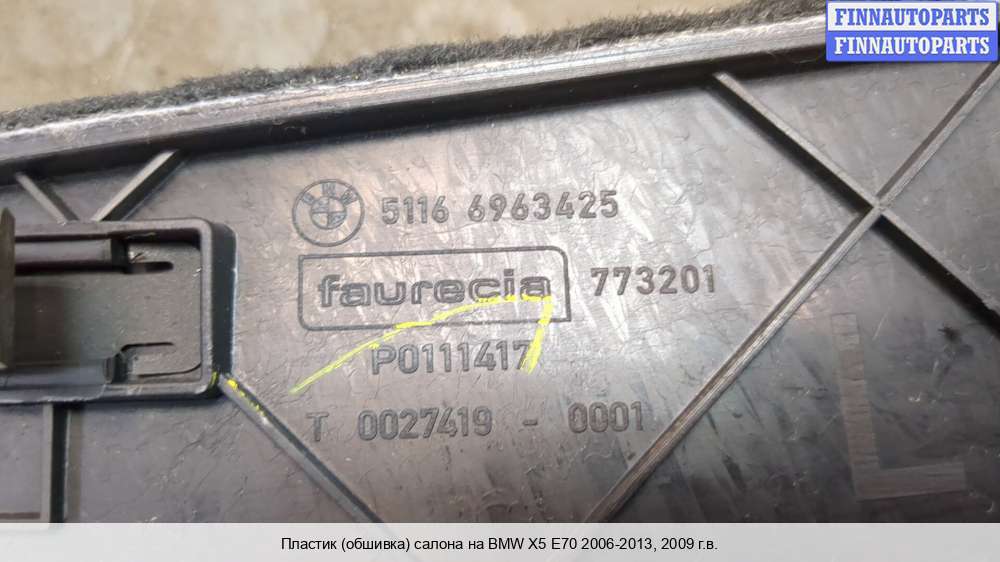 FINNAUTOPARTS
FINNAUTOPARTS
BMW
5116 6963425
faurecia 773201
P0111417
T 0027419 - 0001
L
Пластик (обшивка) салона на BMW X5 E70 2006-2013, 2009 г.в.